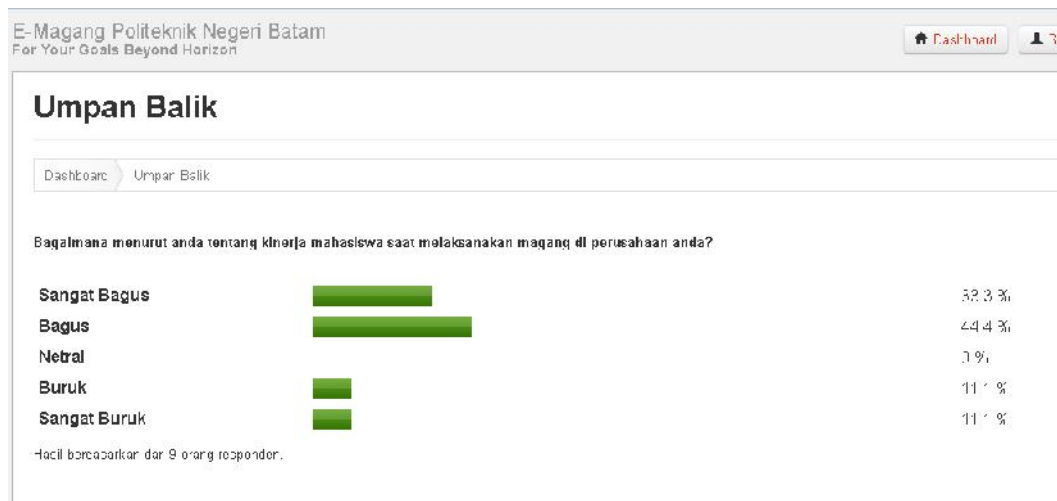 E-Magang Politeknik Negeri Batam
For Your Goals Beyond Horizon
Dashboard
Umpan Balik
Dashboard Umpan Balik
Bagaimana menurut anda tentang kinerja mahasiswa saat melaksanakan magang di perusahaan anda?
Sangat Bagus 33.3 %
Bagus 44.4 %
Netral 0 %
Buruk 11.1 %
Sangat Buruk 11.1 %
Hasil berdasarkan dari 9 orang responden.